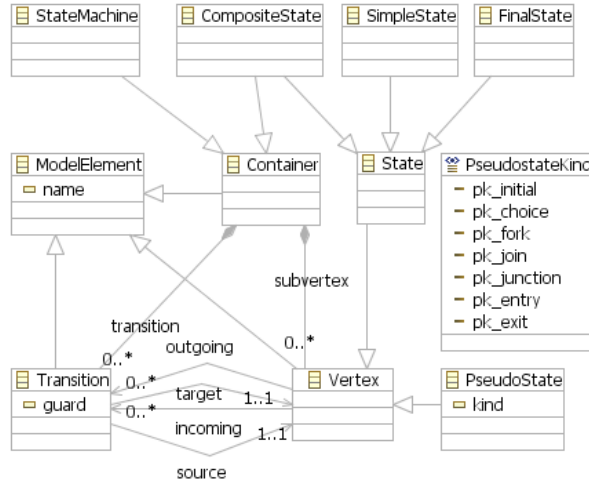 StateMachine
CompositeState
SimpleState
FinalState
ModelElement
name
Container
State
PseudostateKind
pk_initial
pk_choice
pk_fork
pk_join
pk_junction
pk_entry
pk_exit
subvertex
transition
0..*
0..*
outgoing
Transition
guard
0..*
target
1..1
0..*
incoming
1..1
source
Vertex
PseudoState
kind